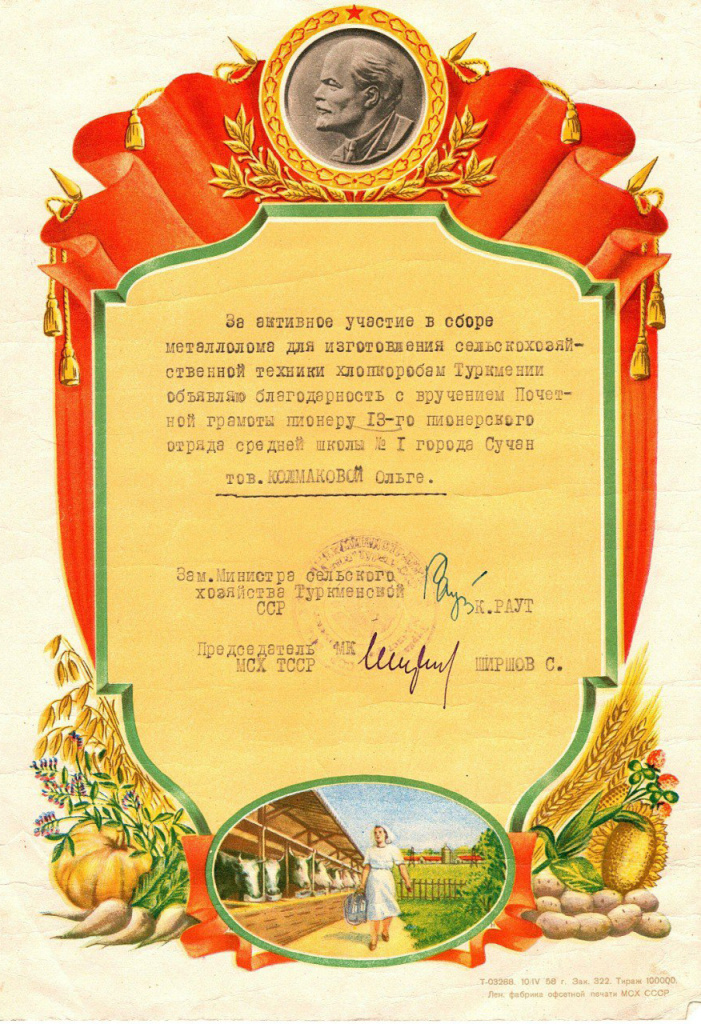 За активное участие в сборе
металлолома для изготовления сельскохозяй-
ственной техники хлопкоробам Туркмении
объявляю благодарность с вручением Почет-
ной грамоты пионеру 13-го пионерского
отряда средней школы № I города Сучан
тов. КОЛМАКОВОЙ Ольге.
Зам.Министра сельского
хозяйства Туркменской
ССР
К.РАУТ
Председатель МК
МСХ ТССР
ШИРШОВ С.
Т-03288. 10/IV 58 г. Зак. 322. Тираж 100000.
Лен. фабрика офсетной печати МСХ СССР